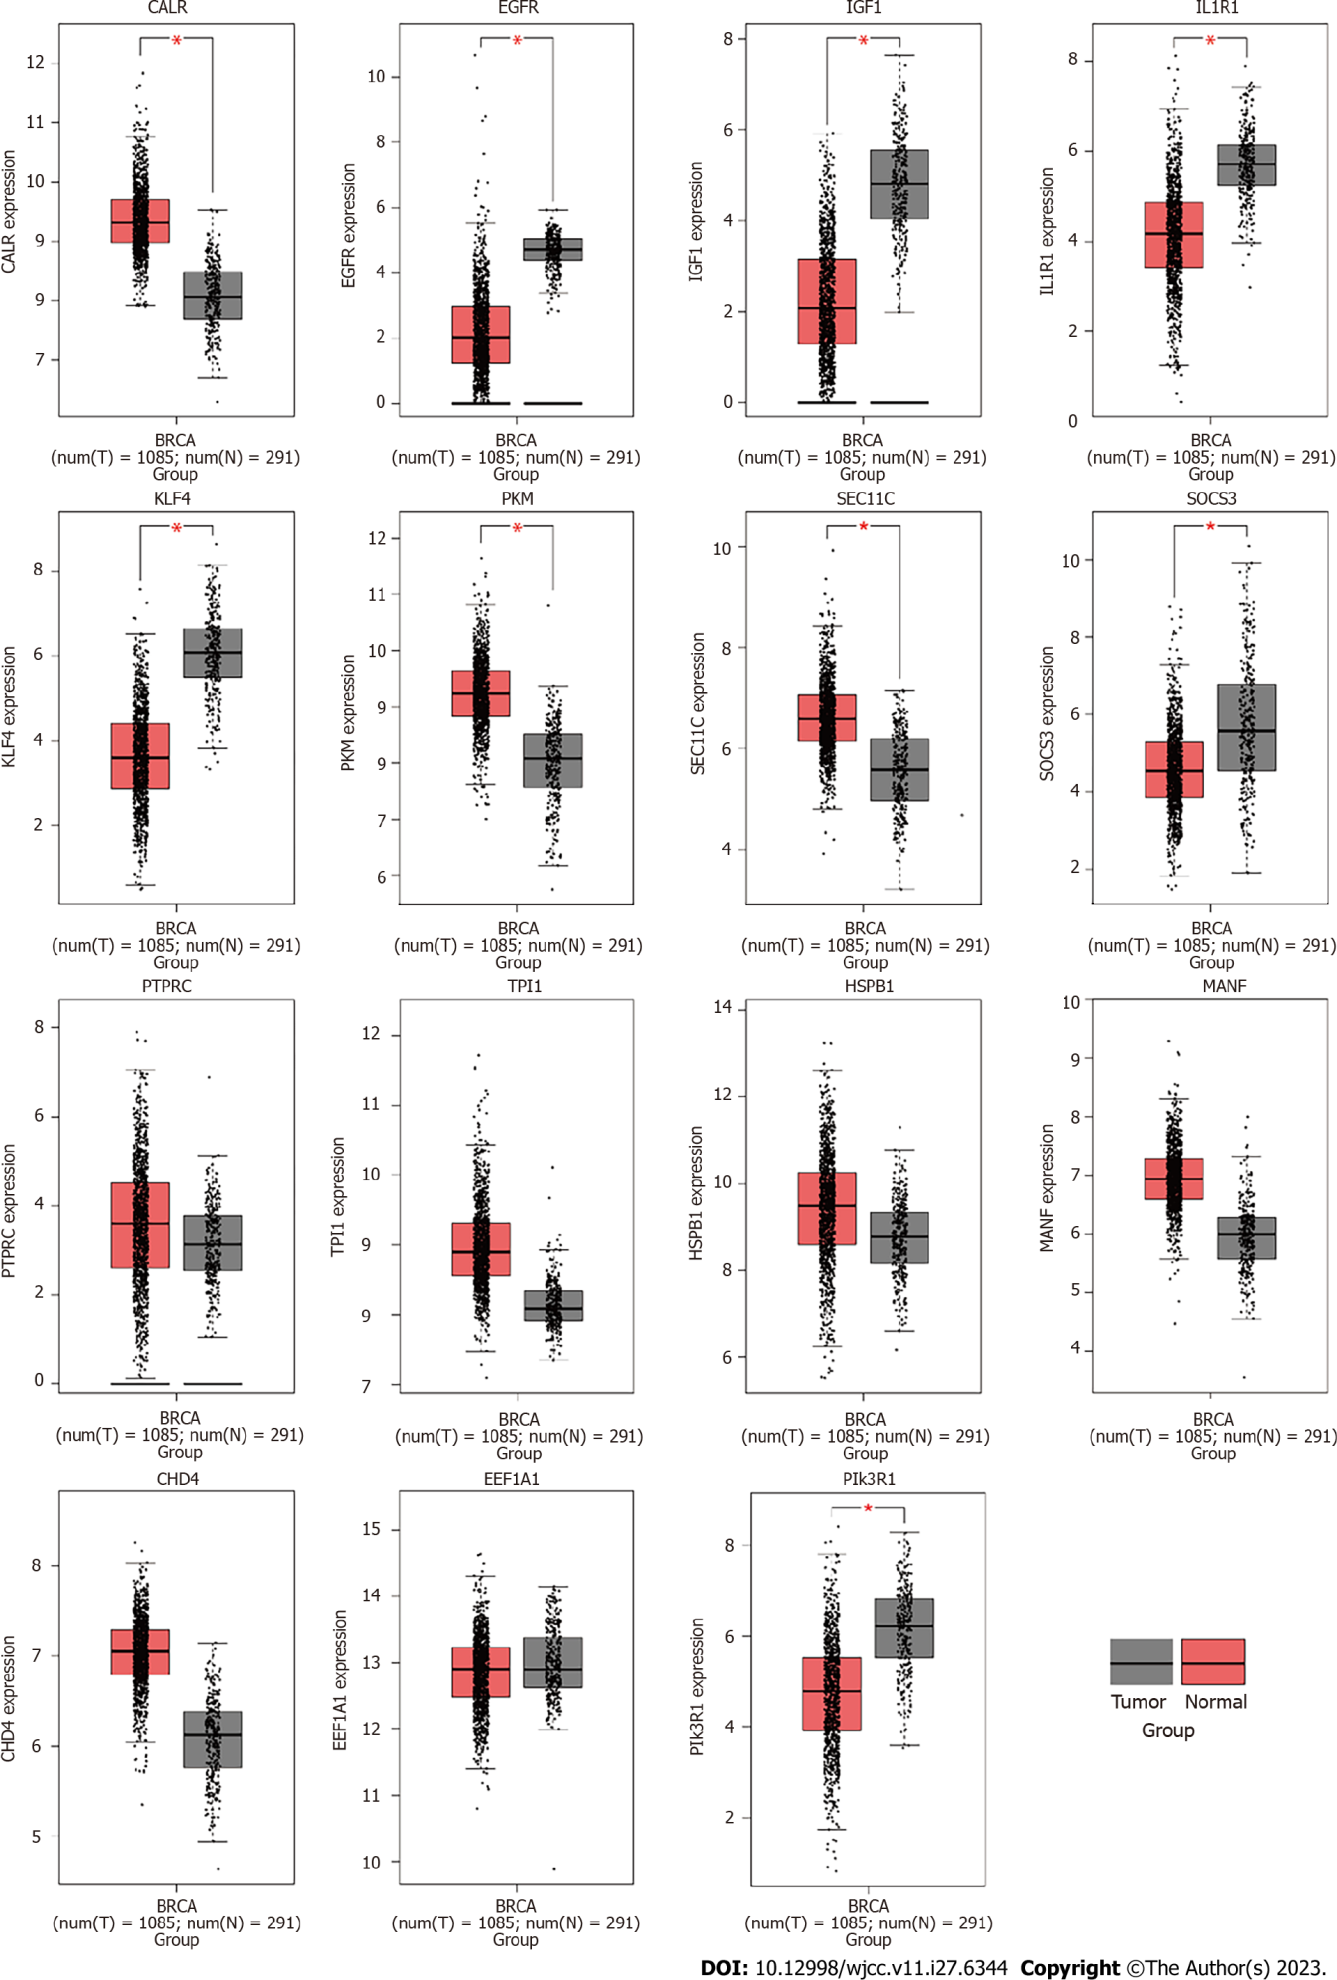 CALR
CALR expression
12
11
10
9
9
7
*
BRCA
(num(T) = 1085; num(N) = 291)
Group
EGFR
EGFR expression
10
8
6
4
2
0
*
BRCA
(num(T) = 1085; num(N) = 291)
Group
IGF1
IGF1 expression
8
6
4
2
0
*
BRCA
(num(T) = 1085; num(N) = 291)
Group
IL1R1
IL1R1 expression
8
6
4
2
0
*
BRCA
(num(T) = 1085; num(N) = 291)
Group
KLF4
KLF4 expression
8
6
4
2
*
BRCA
(num(T) = 1085; num(N) = 291)
Group
PKM
PKM expression
12
11
10
9
9
7
6
*
BRCA
(num(T) = 1085; num(N) = 291)
Group
SEC11C
SEC11C expression
10
8
6
4
*
BRCA
(num(T) = 1085; num(N) = 291)
Group
SOCS3
SOCS3 expression
10
8
6
4
2
*
BRCA
(num(T) = 1085; num(N) = 291)
Group
PTPRC
PTPRC expression
8
6
4
2
0
BRCA
(num(T) = 1085; num(N) = 291)
Group
TPI1
TPI1 expression
12
11
10
9
9
7
BRCA
(num(T) = 1085; num(N) = 291)
Group
HSPB1
HSPB1 expression
14
12
10
8
6
BRCA
(num(T) = 1085; num(N) = 291)
Group
MANF
MANF expression
10
9
8
7
6
5
4
BRCA
(num(T) = 1085; num(N) = 291)
Group
CHD4
CHD4 expression
8
7
6
5
BRCA
(num(T) = 1085; num(N) = 291)
Group
EEF1A1
EEF1A1 expression
15
14
13
12
11
10
BRCA
(num(T) = 1085; num(N) = 291)
Group
PIk3R1
PIk3R1 expression
8
6
4
2
*
BRCA
(num(T) = 1085; num(N) = 291)
Group
Tumor Normal
Group
DOI: 10.12998/wjcc.v11.i27.6344 Copyright ©The Author(s) 2023.